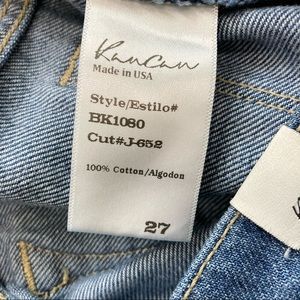 KanCan
Made in USA
Style/Estilo#
BK1080
Cut#J-652
100% Cotton/Algodon
27